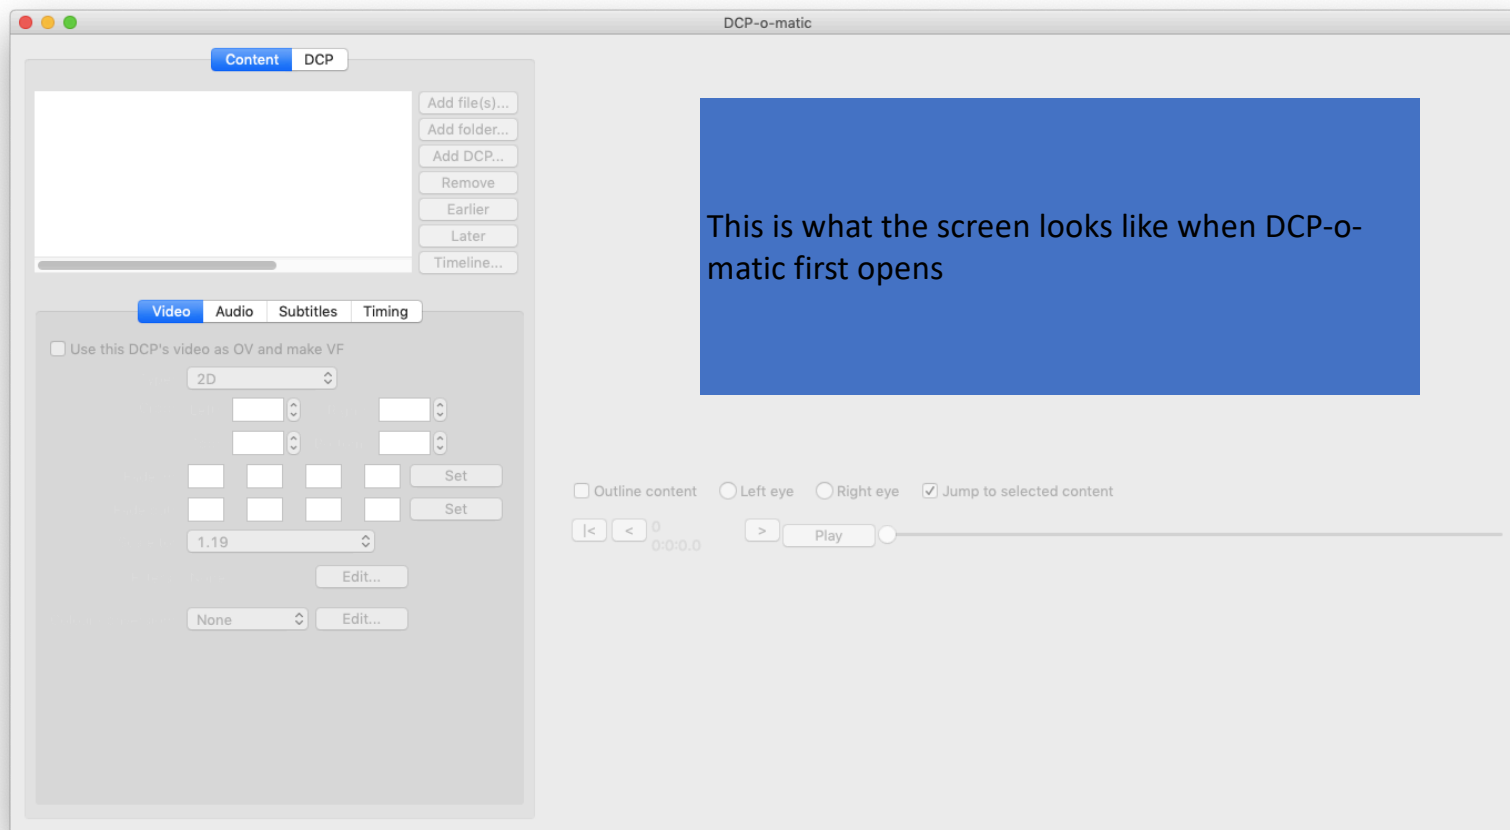 DCP-o-matic
Content DCP
Add file(s)...
Add folder...
Add DCP...
Remove
Earlier
Later
Timeline...
This is what the screen looks like when DCP-o-
matic first opens
Video Audio Subtitles Timing
Use this DCP's video as OV and make VF
2D
Set
Set
1.19
Edit...
None Edit...
Outline content Left eye Right eye Jump to selected content
|< < 0 > Play
0:0:0.0